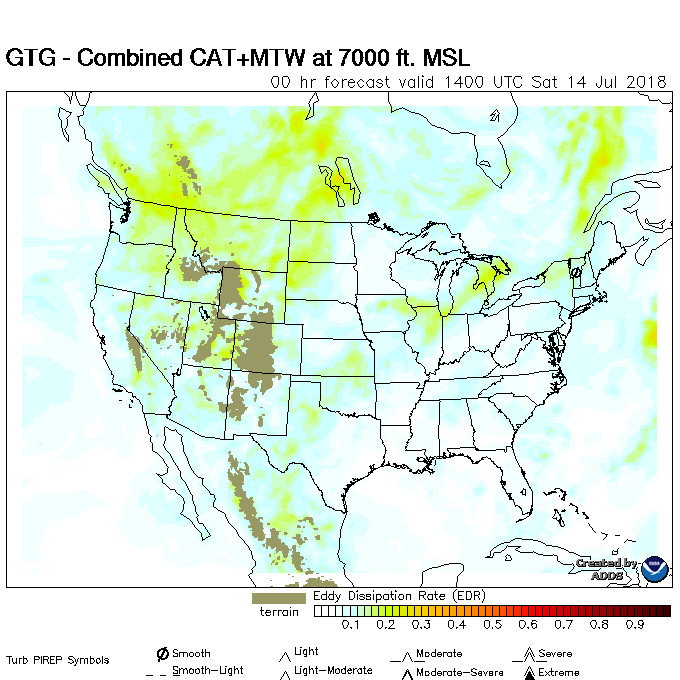 GTG - Combined CAT+MTW at 7000 ft. MSL
00 hr forecast valid 1400 UTC Sat 14 Jul 2018
Created by
ADDS
terrain
Eddy Dissipation Rate (EDR)
0.1 0.2 0.3 0.4 0.5 0.6 0.7 0.8 0.9
Turb PIREP Symbols
Smooth
Smooth-Light
Light
Light-Moderate
Moderate
Moderate-Severe
Severe
Extreme